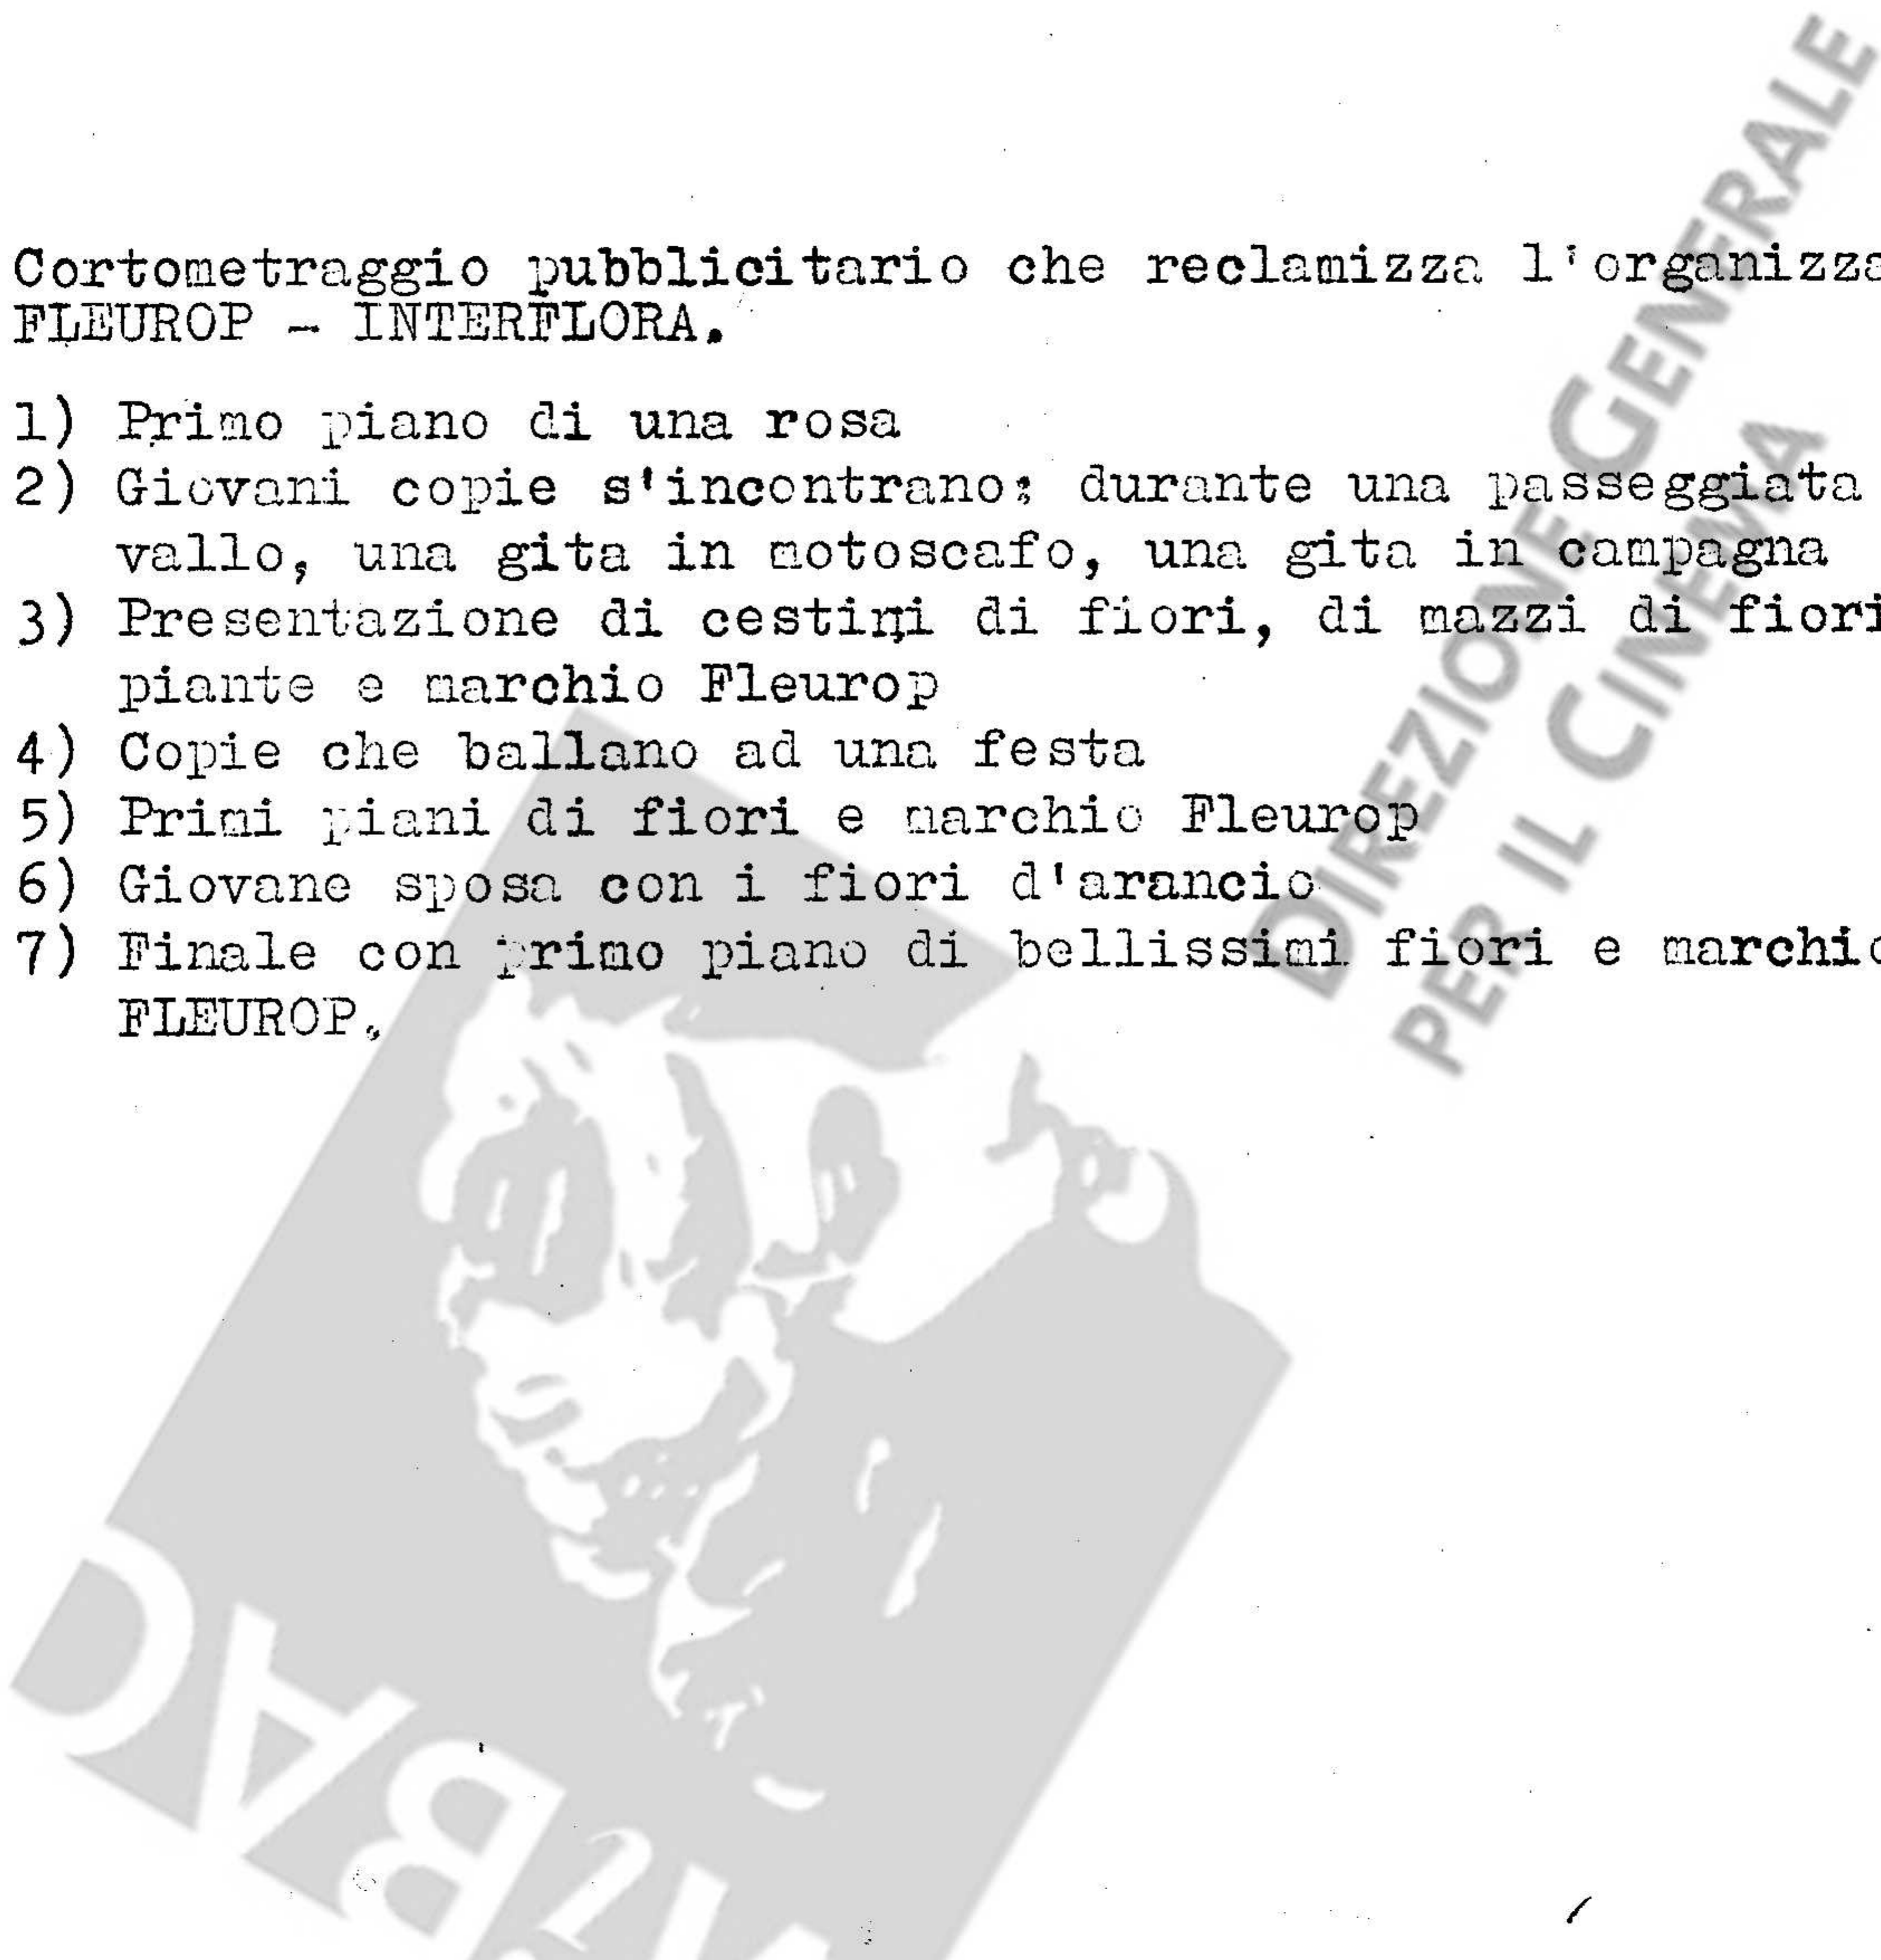 Cortometraggio pubblicitario che reclamizza l'organizza
FLEUROP - INTERFLORA.
1) Primo piano di una rosa
2) Giovani copie s'incontrano: durante una passeggiata
vallo, una gita in motoscafo, una gita in campagna
3) Presentazione di cestini di fiori, di mazzi di fiori
piante e marchio Fleurop
4) Copie che ballano ad una festa
5) Primi piani di fiori e marchio Fleurop
6) Giovane sposa con i fiori d'arancio
7) Finale con primo piano di bellissimi fiori e marchio
FLEUROP.
DIREZIONE GENERALE
PER IL CINEMA
MiBAC